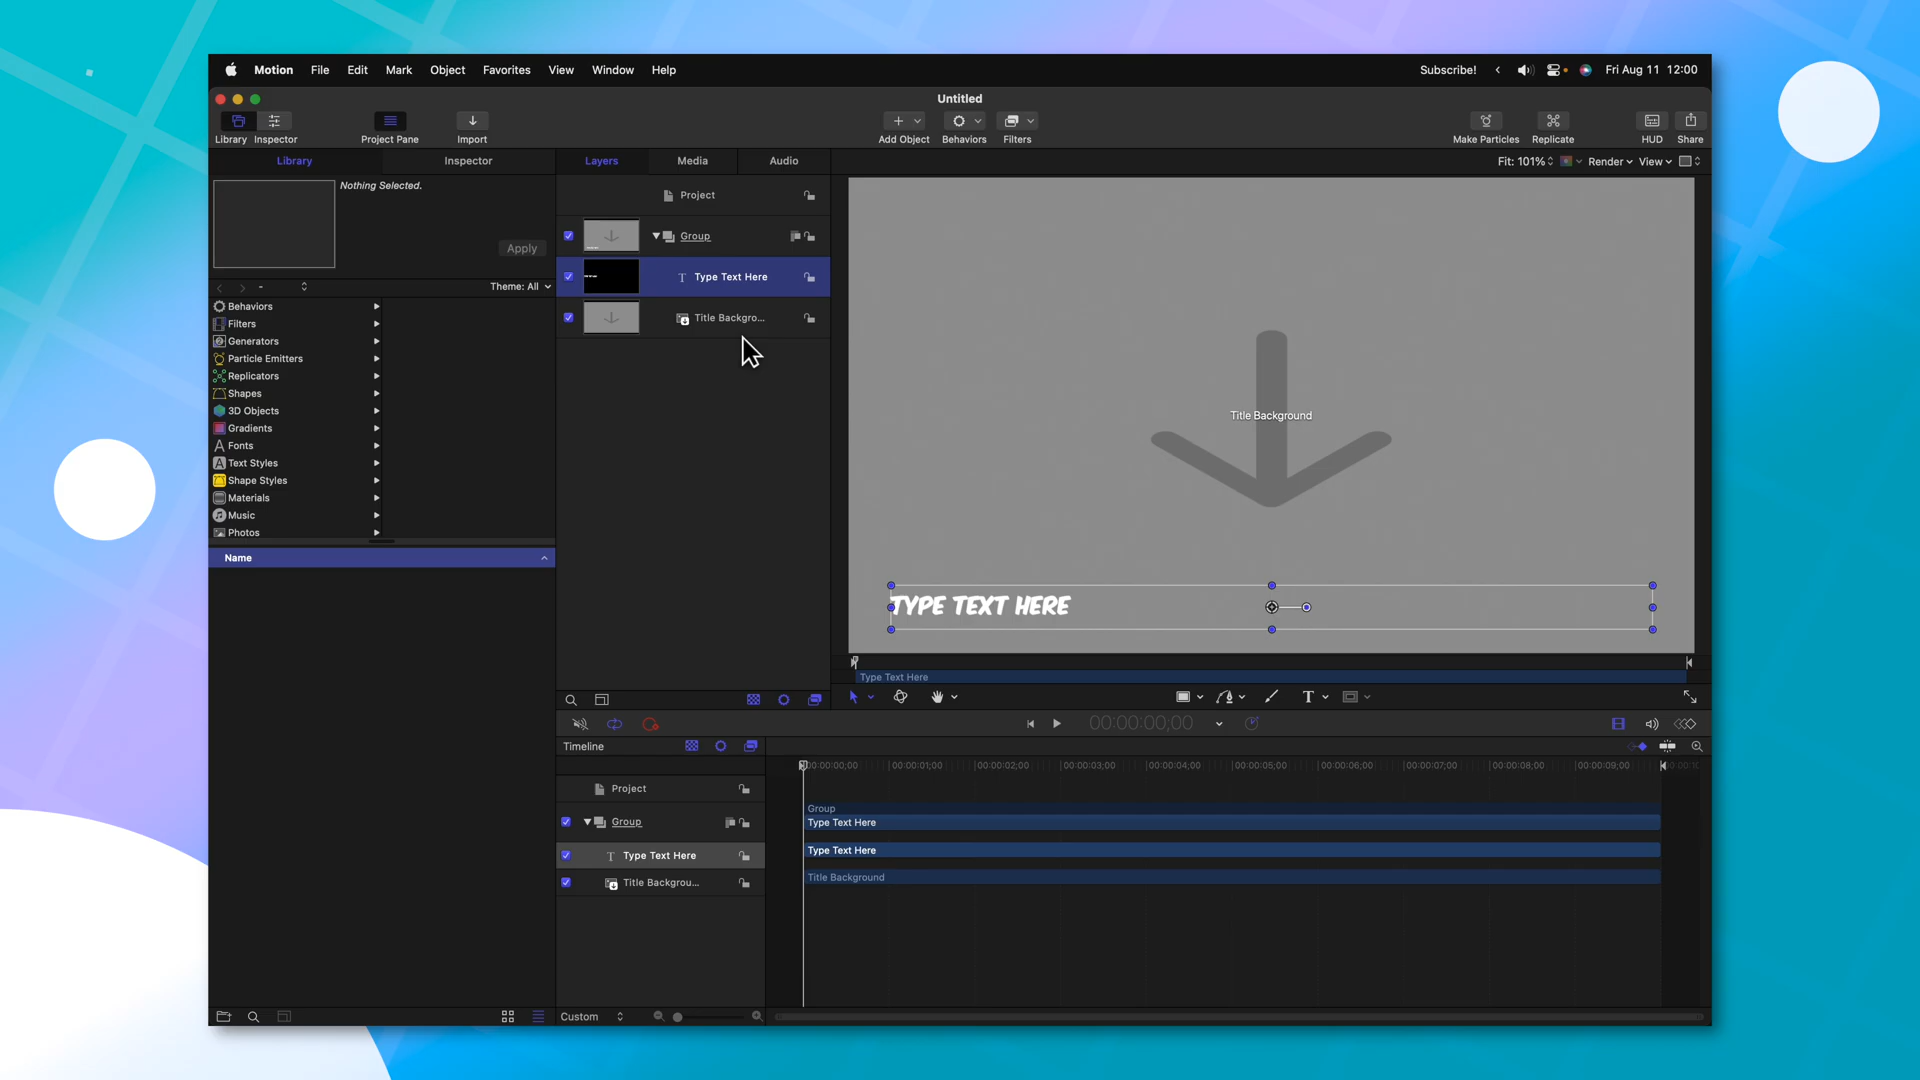 Motion File Edit Mark Object Favorites View Window Help Subscribe! Fri Aug 11 12:00
Untitled
Library Inspector Project Pane Import Add Object Behaviors Filters Make Particles Replicate HUD Share
Library Inspector Layers Media Audio Fit: 101% Render View
Nothing Selected.
Apply
Theme: All
Behaviors
Filters
Generators
Particle Emitters
Replicators
Shapes
3D Objects
Gradients
Fonts
Text Styles
Shape Styles
Materials
Music
Photos
Name
Project
Group
Type Text Here
Title Backgro...
Title Background
TYPE TEXT HERE
Type Text Here
00:00:00;00
Timeline
00:00:00;00 00:00:01;00 00:00:02;00 00:00:03;00 00:00:04;00 00:00:05;00 00:00:06;00 00:00:07;00 00:00:08;00 00:00:09;00
Project
Group
Type Text Here
Title Backgrou...
Group
Type Text Here
Type Text Here
Title Background
Custom